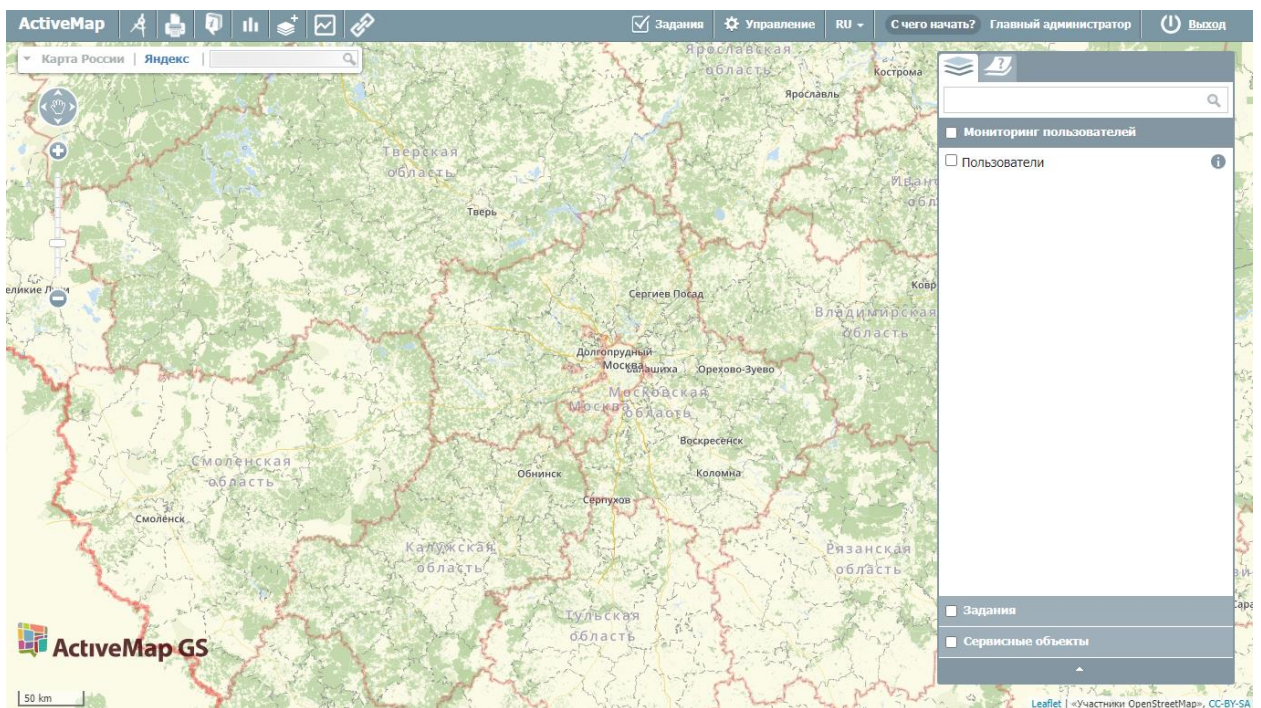 ActiveMap Задания Управление RU С чего начать? Главный администратор Выход
Карта России | Яндекс |
Ярославская
область
Кострома
Ярославль
Мониторинг пользователей
Пользователи
Тверская
область
Тверь
Сергиев Посад
Владимирская
область
Долгопрудный
Москва
Балашиха
Орехово-Зуево
Московская
область
Москва
Воскресенск
Смоленская
область
Обнинск
Коломна
Серпухов
Смоленск
Калужская
область
Рязанская
область
Тульская
область
Задания
Сервисные объекты
ActiveMap GS
50 km
Leaflet | «Участники OpenStreetMap», CC-BY-SA